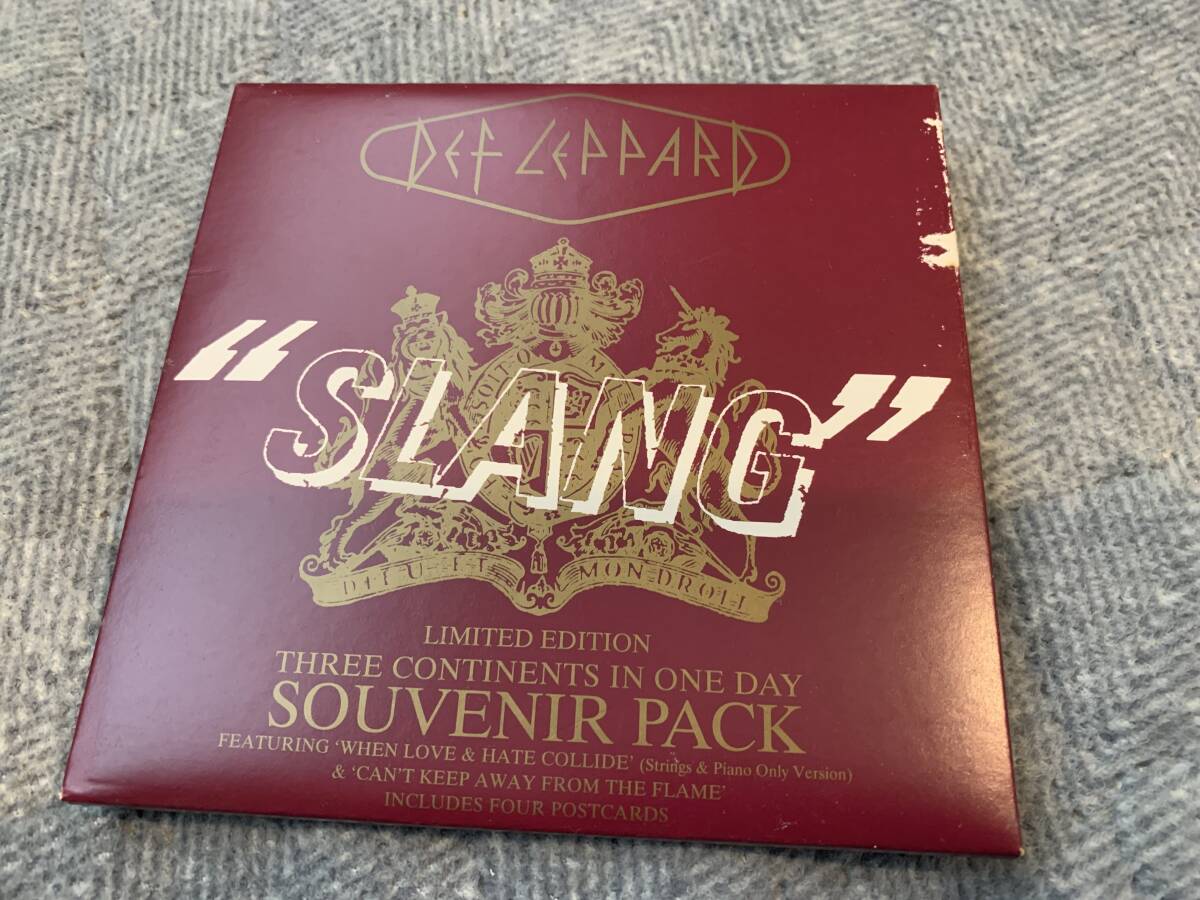 DEF LEPPARD
"SLANG"
DIEU ET MON DROIT
LIMITED EDITION
THREE CONTINENTS IN ONE DAY
SOUVENIR PACK
FEATURING 'WHEN LOVE & HATE COLLIDE' (Strings & Piano Only Version)
& 'CAN'T KEEP AWAY FROM THE FLAME'
INCLUDES FOUR POSTCARDS